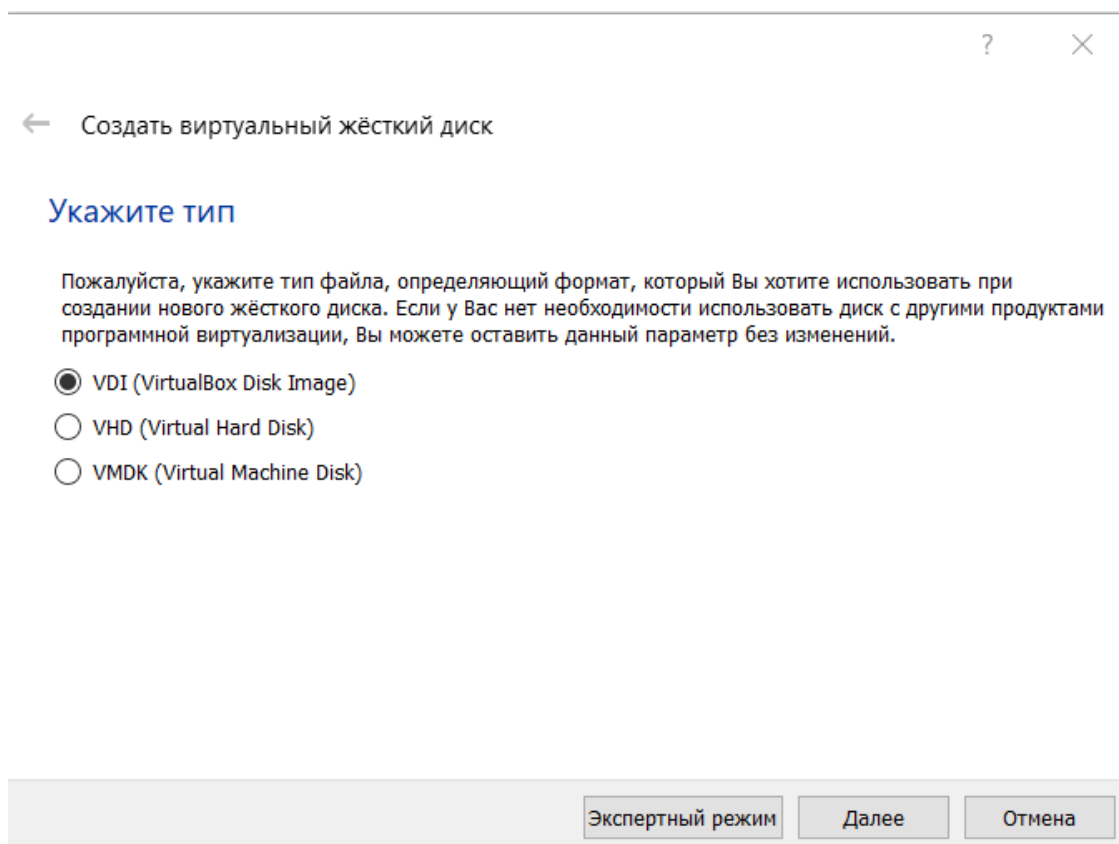 ?
Создать виртуальный жёсткий диск
Укажите тип
Пожалуйста, укажите тип файла, определяющий формат, который Вы хотите использовать при
создании нового жёсткого диска. Если у Вас нет необходимости использовать диск с другими продуктами
программной виртуализации, Вы можете оставить данный параметр без изменений.
VDI (VirtualBox Disk Image)
VHD (Virtual Hard Disk)
VMDK (Virtual Machine Disk)
Экспертный режим Далее Отмена